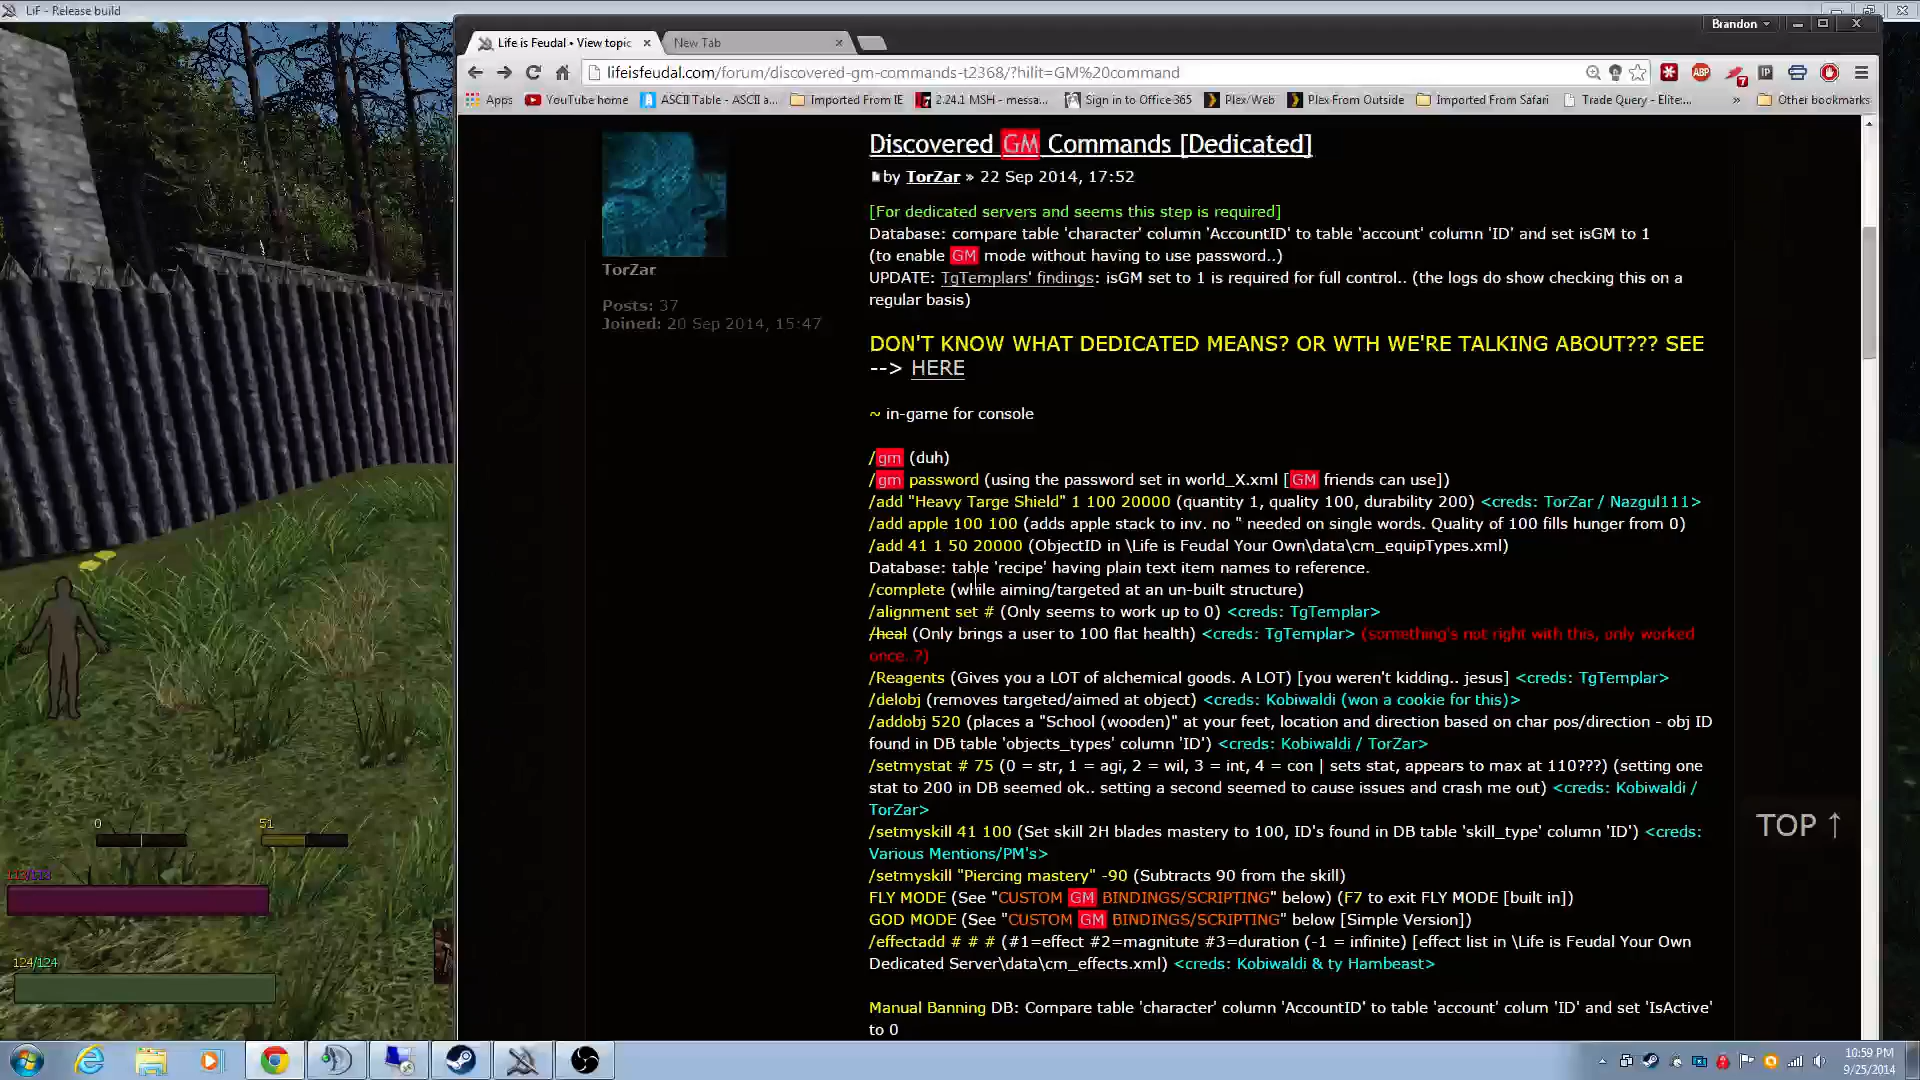 LiF - Release build
Brandon
Life is Feudal • View topic
New Tab
lifeisfeudal.com/forum/discovered-gm-commands-t2368/?hilit=GM%20command
ABP
7
IP
Apps
YouTube home
ASCII Table - ASCII a...
Imported From IE
2.24.1 MSH - messa...
Sign in to Office 365
Plex/Web
Plex From Outside
Imported From Safari
Trade Query - Elite:...
»
Other bookmarks
Discovered GM Commands [Dedicated]
by TorZar » 22 Sep 2014, 17:52
TorZar
Posts: 37
Joined: 20 Sep 2014, 15:47
[For dedicated servers and seems this step is required]
Database: compare table 'character' column 'AccountID' to table 'account' column 'ID' and set isGM to 1
(to enable GM mode without having to use password..)
UPDATE: TgTemplars' findings: isGM set to 1 is required for full control.. (the logs do show checking this on a
regular basis)
DON'T KNOW WHAT DEDICATED MEANS? OR WTH WE'RE TALKING ABOUT??? SEE
--> HERE
~ in-game for console
/gm (duh)
/gm password (using the password set in world_X.xml [GM friends can use])
/add "Heavy Targe Shield" 1 100 20000 (quantity 1, quality 100, durability 200) <creds: TorZar / Nazgul111>
/add apple 100 100 (adds apple stack to inv. no " needed on single words. Quality of 100 fills hunger from 0)
/add 41 1 50 20000 (ObjectID in \Life is Feudal Your Own\data\cm_equipTypes.xml)
Database: table 'recipe' having plain text item names to reference.
/complete (while aiming/targeted at an un-built structure)
/alignment set # (Only seems to work up to 0) <creds: TgTemplar>
/heal (Only brings a user to 100 flat health) <creds: TgTemplar> (something's not right with this, only worked
once..?)
/Reagents (Gives you a LOT of alchemical goods. A LOT) [you weren't kidding.. jesus] <creds: TgTemplar>
/delobj (removes targeted/aimed at object) <creds: Kobiwaldi (won a cookie for this)>
/addobj 520 (places a "School (wooden)" at your feet, location and direction based on char pos/direction - obj ID
found in DB table 'objects_types' column 'ID') <creds: Kobiwaldi / TorZar>
/setmystat # 75 (0 = str, 1 = agi, 2 = wil, 3 = int, 4 = con | sets stat, appears to max at 110???) (setting one
stat to 200 in DB seemed ok.. setting a second seemed to cause issues and crash me out) <creds: Kobiwaldi /
TorZar>
/setmyskill 41 100 (Set skill 2H blades mastery to 100, ID's found in DB table 'skill_type' column 'ID') <creds:
Various Mentions/PM's>
/setmyskill "Piercing mastery" -90 (Subtracts 90 from the skill)
FLY MODE (See "CUSTOM GM BINDINGS/SCRIPTING" below) (F7 to exit FLY MODE [built in])
GOD MODE (See "CUSTOM GM BINDINGS/SCRIPTING" below [Simple Version])
/effectadd # # # (#1=effect #2=magnitute #3=duration (-1 = infinite) [effect list in \Life is Feudal Your Own
Dedicated Server\data\cm_effects.xml) <creds: Kobiwaldi & ty Hambeast>
Manual Banning DB: Compare table 'character' column 'AccountID' to table 'account' colum 'ID' and set 'IsActive'
to 0
TOP ↑
0
51
113/113
124/124
10:59 PM
9/25/2014